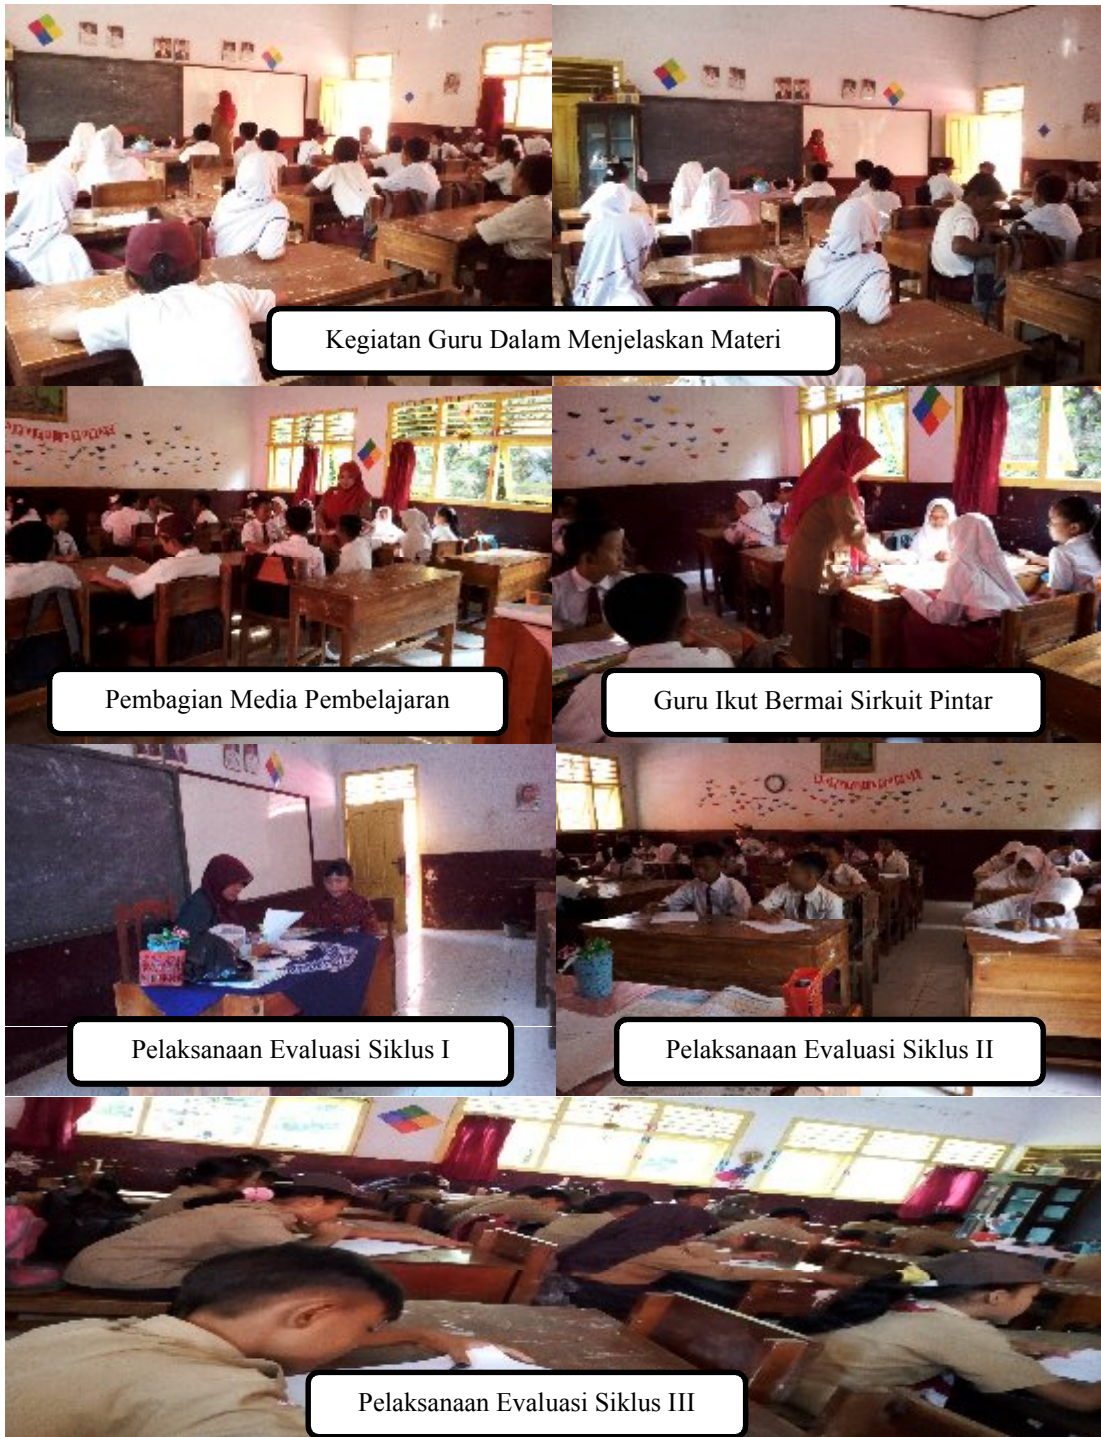 Kegiatan Guru Dalam Menjelaskan Materi
Pembagian Media Pembelajaran
Guru Ikut Bermai Sirkuit Pintar
Pelaksanaan Evaluasi Siklus I
Pelaksanaan Evaluasi Siklus II
Pelaksanaan Evaluasi Siklus III